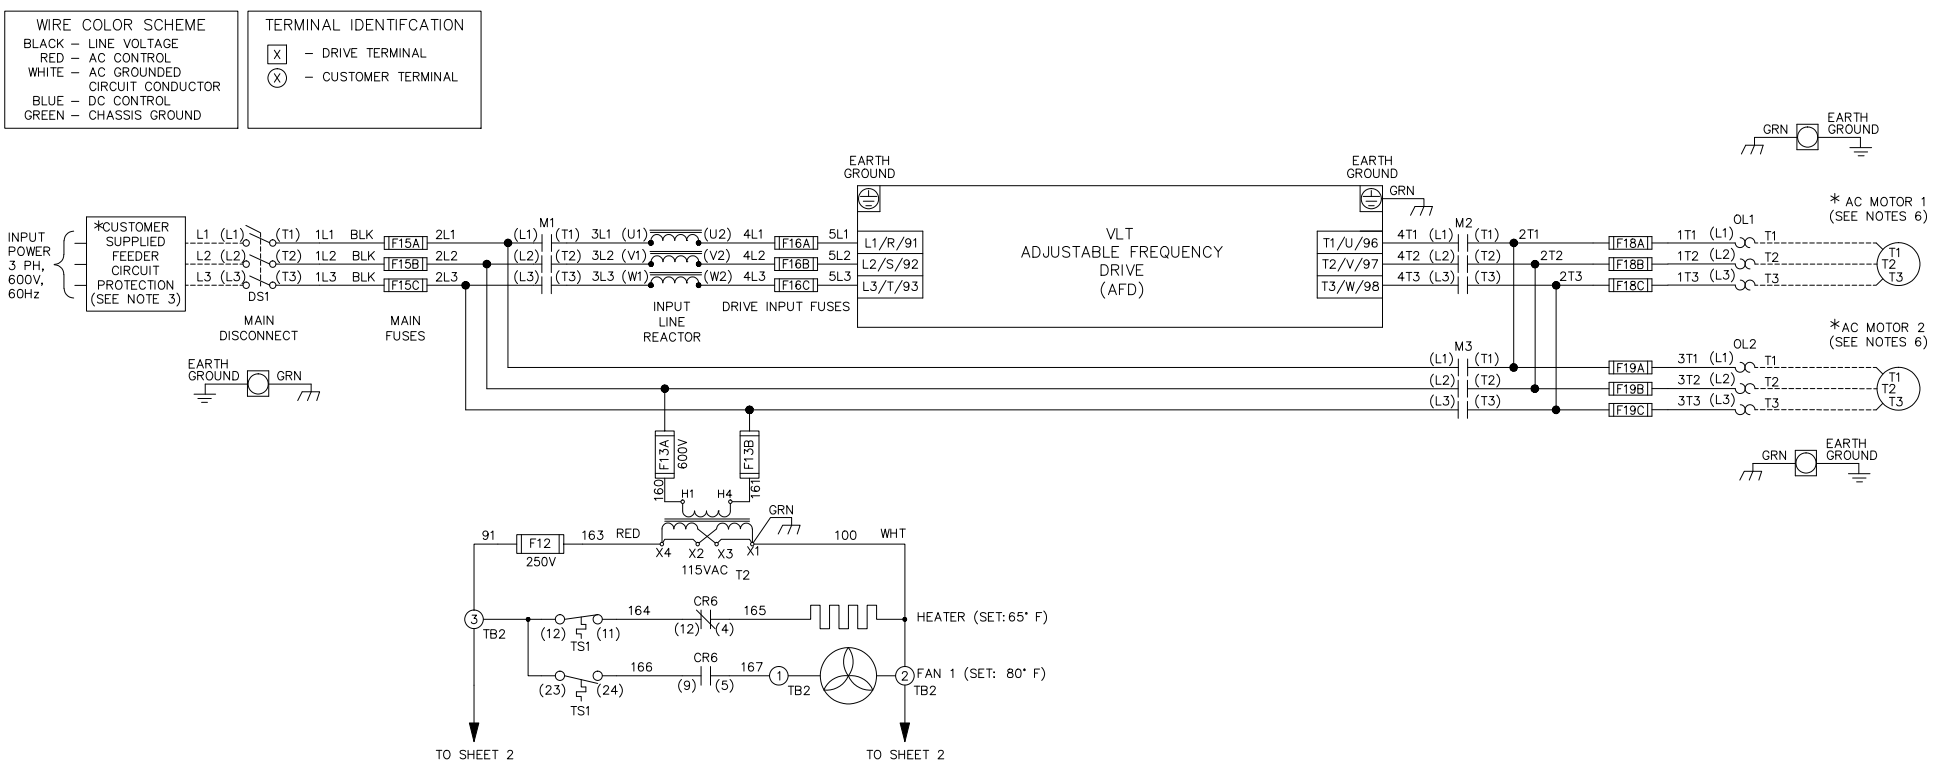 WIRE COLOR SCHEME
BLACK – LINE VOLTAGE
RED – AC CONTROL
WHITE – AC GROUNDED
CIRCUIT CONDUCTOR
BLUE – DC CONTROL
GREEN – CHASSIS GROUND
TERMINAL IDENTIFCATION
X – DRIVE TERMINAL
X – CUSTOMER TERMINAL
GRN
EARTH
GROUND
INPUT
POWER
3 PH,
600V,
60Hz
*CUSTOMER
SUPPLIED
FEEDER
CIRCUIT
PROTECTION
(SEE NOTE 3)
L1 (L1) (T1) 1L1 BLK F15A 2L1 (L1) M1 (T1) 3L1 (U1) (U2) 4L1 F16A 5L1 L1/R/91
L2 (L2) (T2) 1L2 BLK F15B 2L2 (L2) (T2) 3L2 (V1) (V2) 4L2 F16B 5L2 L2/S/92
L3 (L3) (T3) 1L3 BLK F15C 2L3 (L3) (T3) 3L3 (W1) (W2) 4L3 F16C 5L3 L3/T/93
DS1
MAIN
DISCONNECT
MAIN
FUSES
INPUT
LINE
REACTOR
DRIVE INPUT FUSES
EARTH
GROUND
VLT
ADJUSTABLE FREQUENCY
DRIVE
(AFD)
EARTH
GROUND
GRN
T1/U/96 4T1 (L1) M2 (T1) 2T1 F18A 1T1 (L1) OL1 T1
T2/V/97 4T2 (L2) (T2) 2T2 F18B 1T2 (L2) T2
T3/W/98 4T3 (L3) (T3) 2T3 F18C 1T3 (L3) T3
* AC MOTOR 1
(SEE NOTES 6)
T1
T2
T3
EARTH
GROUND
GRN
(L1) M3 (T1) F19A 3T1 (L1) OL2 T1
(L2) (T2) F19B 3T2 (L2) T2
(L3) (T3) F19C 3T3 (L3) T3
*AC MOTOR 2
(SEE NOTES 6)
T1
T2
T3
GRN
EARTH
GROUND
F13A
600V
F13B
160
161
H1 H4
GRN
91 F12 163 RED
250V
X4 X2 X3 X1
100 WHT
115VAC T2
3
TB2
(12) (11)
TS1
164
CR6
(12) (4)
165
HEATER (SET:65° F)
(23) (24)
TS1
166
CR6
(9) (5)
167
1
TB2
2
TB2
FAN 1 (SET: 80° F)
TO SHEET 2
TO SHEET 2